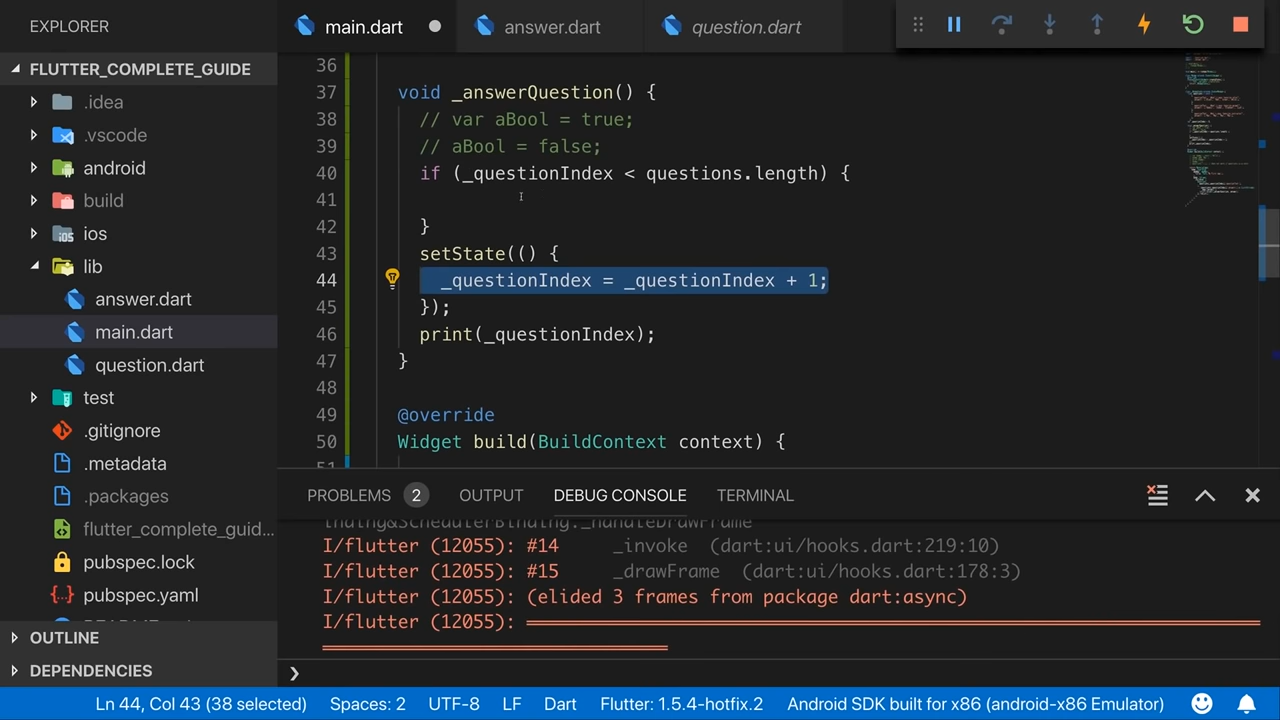 EXPLORER
main.dart
answer.dart
question.dart
FLUTTER_COMPLETE_GUIDE
.idea
.vscode
android
build
ios
lib
answer.dart
main.dart
question.dart
test
.gitignore
.metadata
.packages
flutter_complete_guid...
pubspec.lock
pubspec.yaml
OUTLINE
DEPENDENCIES
36
37 void _answerQuestion() {
38 // var aBool = true;
39 // aBool = false;
40 if (_questionIndex < questions.length) {
41
42 }
43 setState(() {
44 _questionIndex = _questionIndex + 1;
45 });
46 print(_questionIndex);
47 }
48
49 @override
50 Widget build(BuildContext context) {
51
PROBLEMS 2 OUTPUT DEBUG CONSOLE TERMINAL
I/flutter (12055): #14 _invoke (dart:ui/hooks.dart:219:10)
I/flutter (12055): #15 _drawFrame (dart:ui/hooks.dart:178:3)
I/flutter (12055): (elided 3 frames from package dart:async)
I/flutter (12055): ════════════════════════════════════════
❯
Ln 44, Col 43 (38 selected) Spaces: 2 UTF-8 LF Dart Flutter: 1.5.4-hotfix.2 Android SDK built for x86 (android-x86 Emulator)